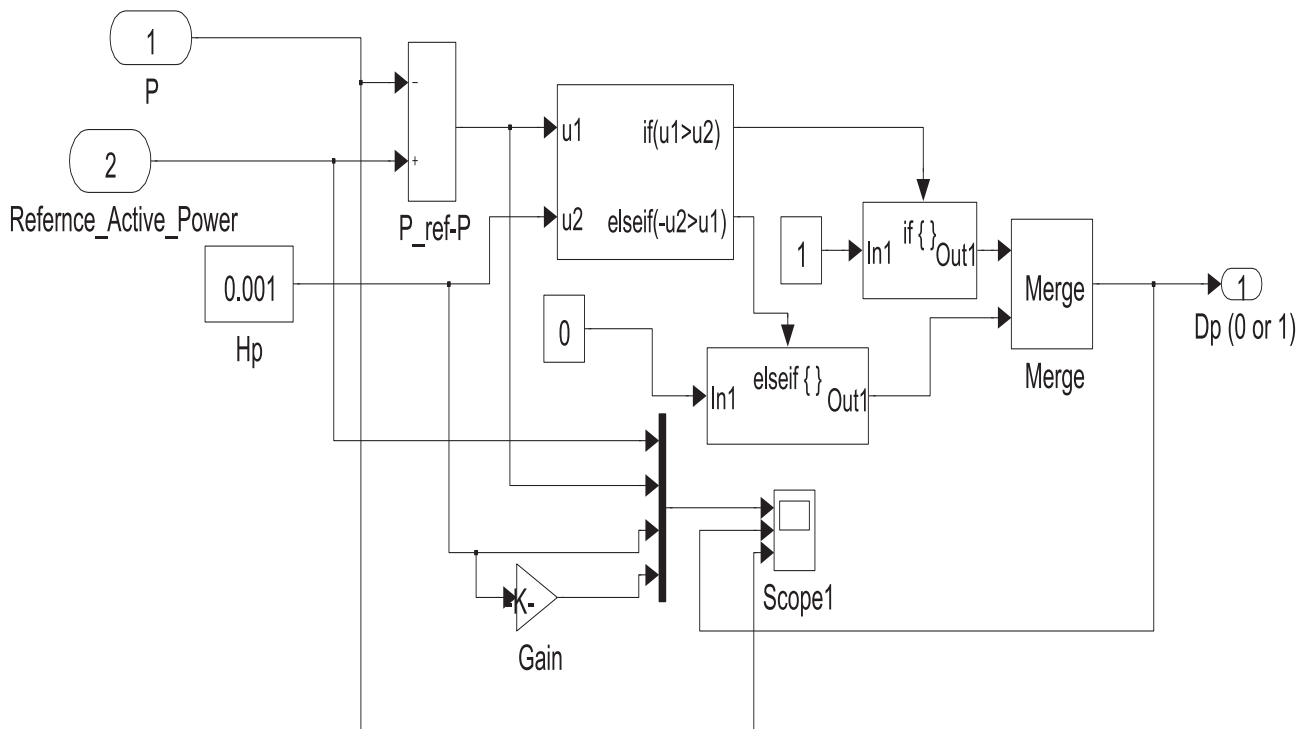 1
P
2
Refernce_Active_Power
−
+
P_ref-P
u1
if(u1>u2)
u2
elseif(-u2>u1)
0.001
Hp
1
if { }
In1
Out1
0
elseif { }
In1
Out1
Merge
Merge
1
Dp (0 or 1)
-K-
Gain
Scope1